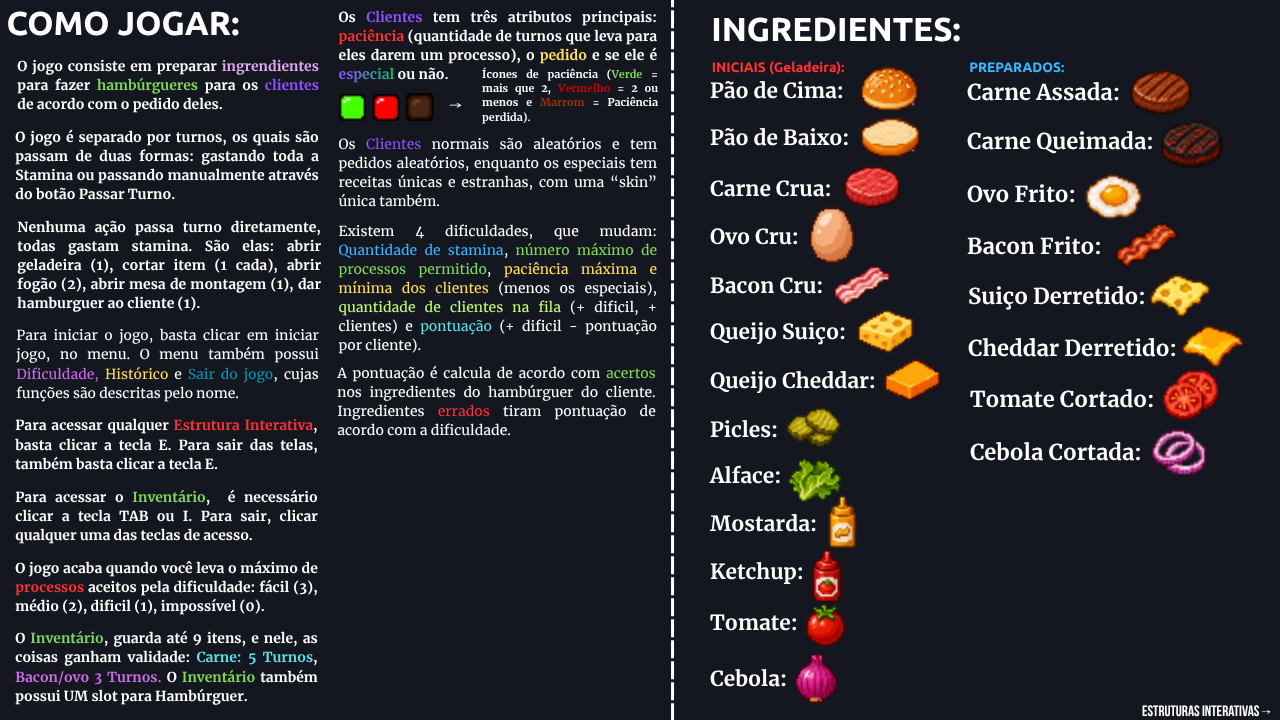 COMO JOGAR:
O jogo consiste em preparar ingrendientes
para fazer hambúrgueres para os clientes
de acordo com o pedido deles.
O jogo é separado por turnos, os quais são
passam de duas formas: gastando toda a
Stamina ou passando manualmente através
do botão Passar Turno.
Nenhuma ação passa turno diretamente,
todas gastam stamina. São elas: abrir
geladeira (1), cortar item (1 cada), abrir
fogão (2), abrir mesa de montagem (1), dar
hamburguer ao cliente (1).
Para iniciar o jogo, basta clicar em iniciar
jogo, no menu. O menu também possui
Dificuldade, Histórico e Sair do jogo, cujas
funções são descritas pelo nome.
Para acessar qualquer Estrutura Interativa,
basta clicar a tecla E. Para sair das telas,
também basta clicar a tecla E.
Para acessar o Inventário, é necessário
clicar a tecla TAB ou I. Para sair, clicar
qualquer uma das teclas de acesso.
O jogo acaba quando você leva o máximo de
processos aceitos pela dificuldade: fácil (3),
médio (2), dificil (1), impossível (0).
O Inventário, guarda até 9 itens, e nele, as
coisas ganham validade: Carne: 5 Turnos,
Bacon/ovo 3 Turnos. O Inventário também
possui UM slot para Hambúrguer.
Os Clientes tem três atributos principais:
paciência (quantidade de turnos que leva para
eles darem um processo), o pedido e se ele é
especial ou não.
Ícones de paciência (Verde =
mais que 2, Vermelho = 2 ou
menos e Marrom = Paciência
perdida).
→
Os Clientes normais são aleatórios e tem
pedidos aleatórios, enquanto os especiais tem
receitas únicas e estranhas, com uma “skin”
única também.
Existem 4 dificuldades, que mudam:
Quantidade de stamina, número máximo de
processos permitido, paciência máxima e
mínima dos clientes (menos os especiais),
quantidade de clientes na fila (+ dificil, +
clientes) e pontuação (+ dificil - pontuação
por cliente).
A pontuação é calcula de acordo com acertos
nos ingredientes do hambúrguer do cliente.
Ingredientes errados tiram pontuação de
acordo com a dificuldade.
INGREDIENTES:
INICIAIS (Geladeira):
Pão de Cima:
Pão de Baixo:
Carne Crua:
Ovo Cru:
Bacon Cru:
Queijo Suiço:
Queijo Cheddar:
Picles:
Alface:
Mostarda:
Ketchup:
Tomate:
Cebola:
PREPARADOS:
Carne Assada:
Carne Queimada:
Ovo Frito:
Bacon Frito:
Suiço Derretido:
Cheddar Derretido:
Tomate Cortado:
Cebola Cortada:
ESTRUTURAS INTERATIVAS→